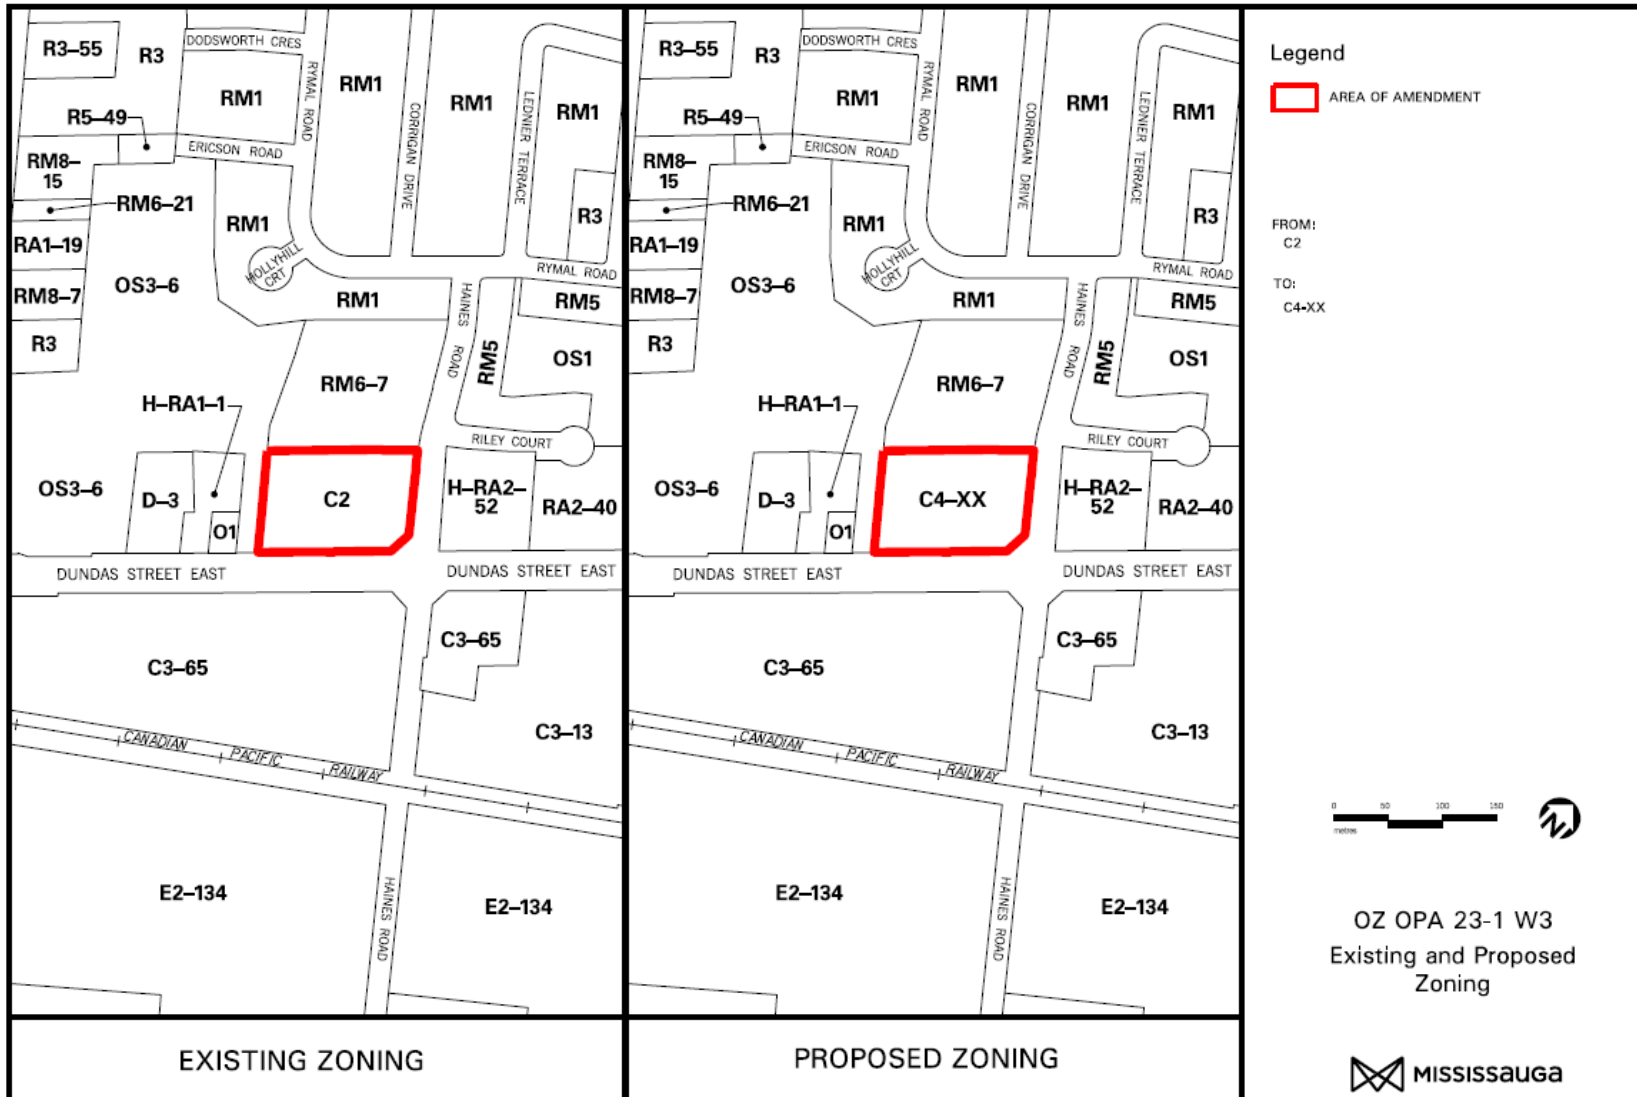 R3–55
R3
DODSWORTH CRES
RYMAL ROAD
RM1
RM1
CORRIGAN DRIVE
RM1
LEDNIER TERRACE
RM1
R5–49
ERICSON ROAD
RM8–
15
RM6–21
RM1
R3
RA1–19
HOLLYHILL
CRT
RYMAL ROAD
RM8–7
OS3–6
RM1
HAINES ROAD
RM5
RM5
R3
OS1
RM6–7
H–RA1–1
RILEY COURT
OS3–6
D–3
O1
C2
H–RA2–
52
RA2–40
DUNDAS STREET EAST
DUNDAS STREET EAST
C3–65
C3–65
C3–13
CANADIAN PACIFIC RAILWAY
E2–134
HAINES ROAD
E2–134
EXISTING ZONING
R3–55
R3
DODSWORTH CRES
RYMAL ROAD
RM1
RM1
CORRIGAN DRIVE
RM1
LEDNIER TERRACE
RM1
R5–49
ERICSON ROAD
RM8–
15
RM6–21
RM1
R3
RA1–19
HOLLYHILL
CRT
RYMAL ROAD
RM8–7
OS3–6
RM1
HAINES ROAD
RM5
RM5
R3
OS1
RM6–7
H–RA1–1
RILEY COURT
OS3–6
D–3
O1
C4–XX
H–RA2–
52
RA2–40
DUNDAS STREET EAST
DUNDAS STREET EAST
C3–65
C3–65
C3–13
CANADIAN PACIFIC RAILWAY
E2–134
HAINES ROAD
E2–134
PROPOSED ZONING
Legend
AREA OF AMENDMENT
FROM:
C2
TO:
C4-XX
0 50 100 150
metres
N
OZ OPA 23-1 W3
Existing and Proposed
Zoning
MISSISSAUGA